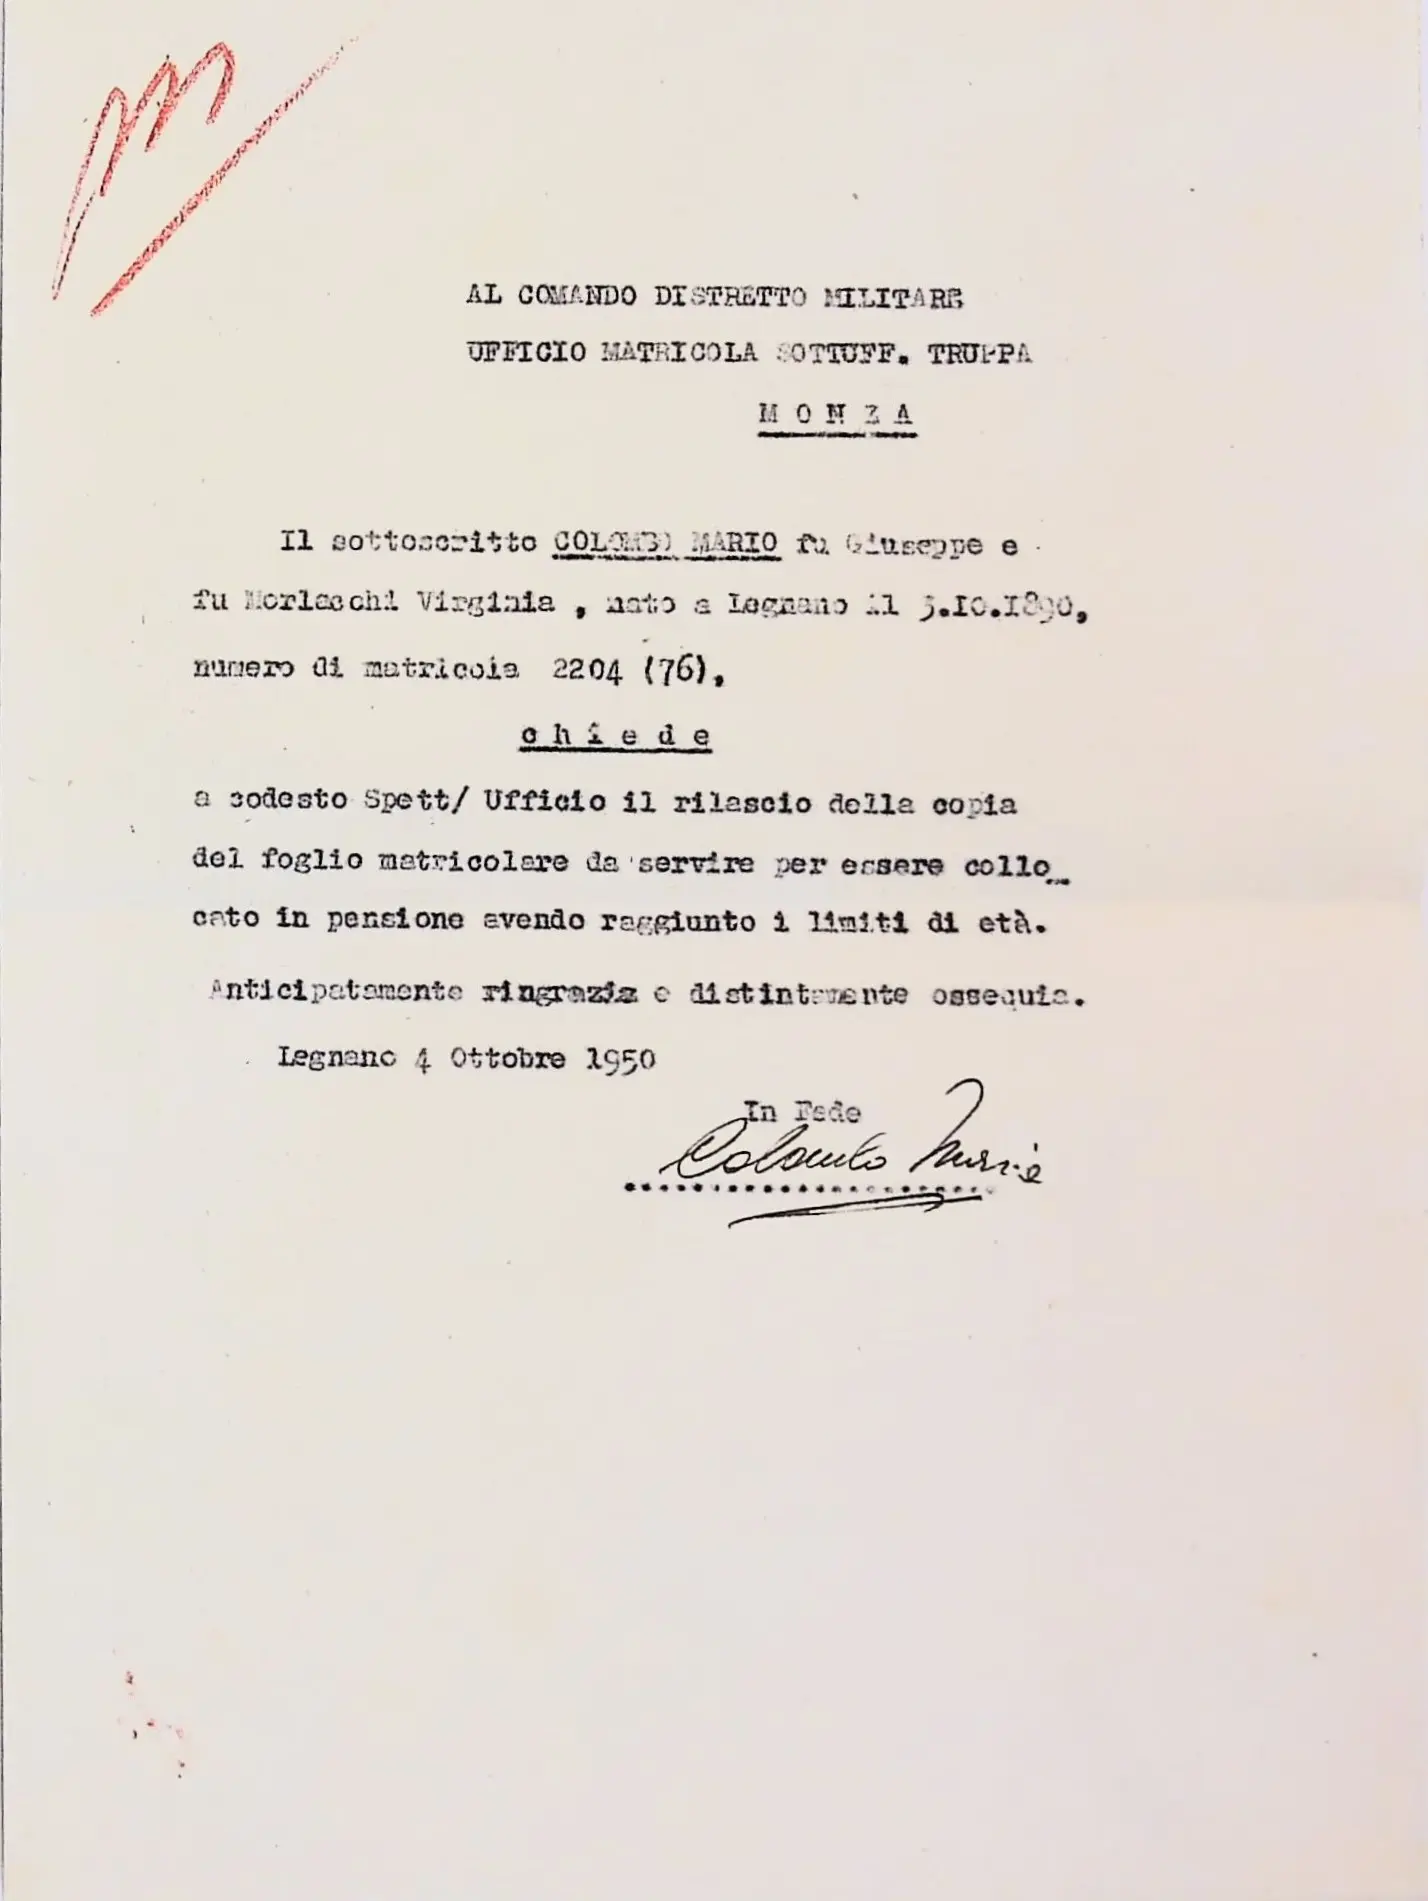 AL COMANDO DISTRETTO MILITARE
UFFICIO MATRICOLA SOTTUFF. TRUPPA
M O N Z A
Il sottoscritto COLOMBO MARIO fu Giuseppe e
fu Morlacchi Virginia , nato a Legnano il 5.10.1890,
numero di matricola 2204 (76),
c h i e d e
a codesto Spett/ Ufficio il rilascio della copia
del foglio matricolare da servire per essere collo_
cato in pensione avendo raggiunto i limiti di età.
Anticipatamente ringrazia e distintamente ossequia.
Legnano 4 Ottobre 1950
In Fede
Colombo Mario